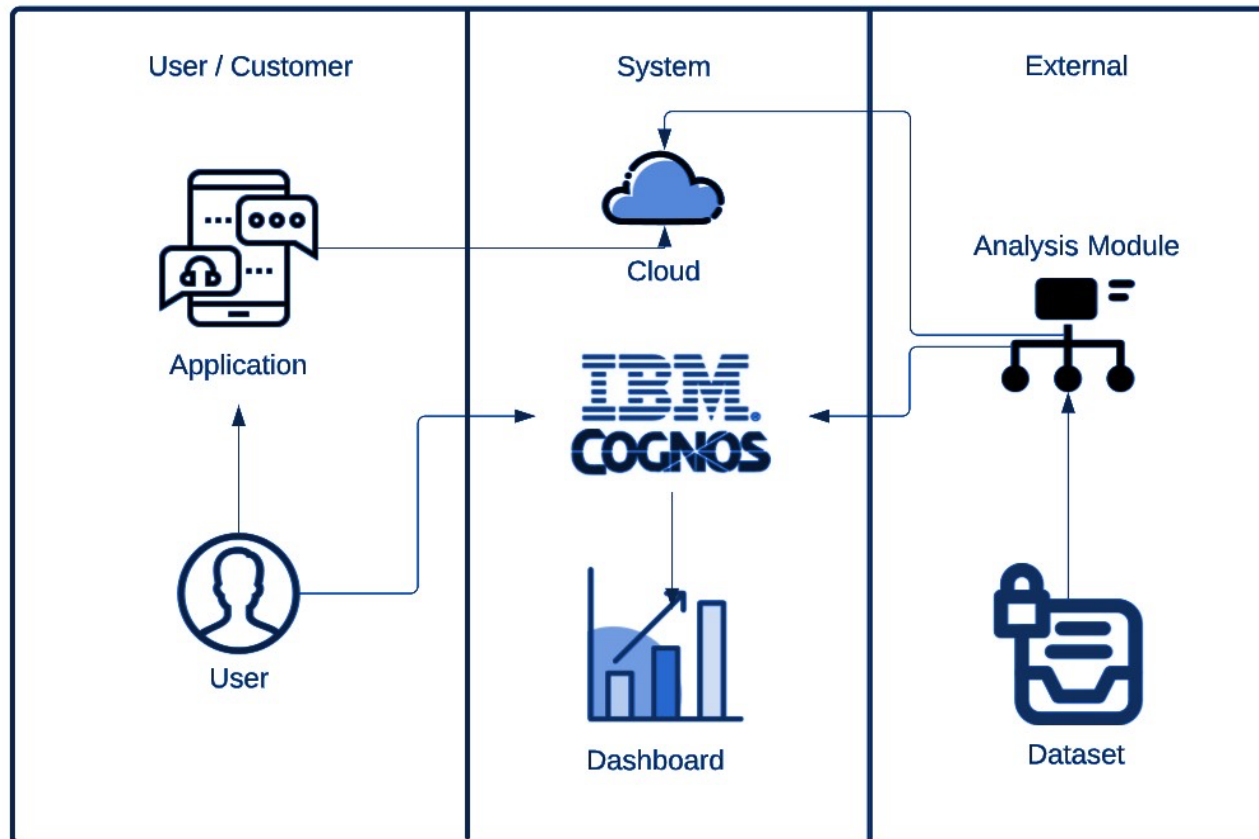 User / Customer
System
External
Cloud
Analysis Module
Application
IBM.
COGNOS
User
Dashboard
Dataset